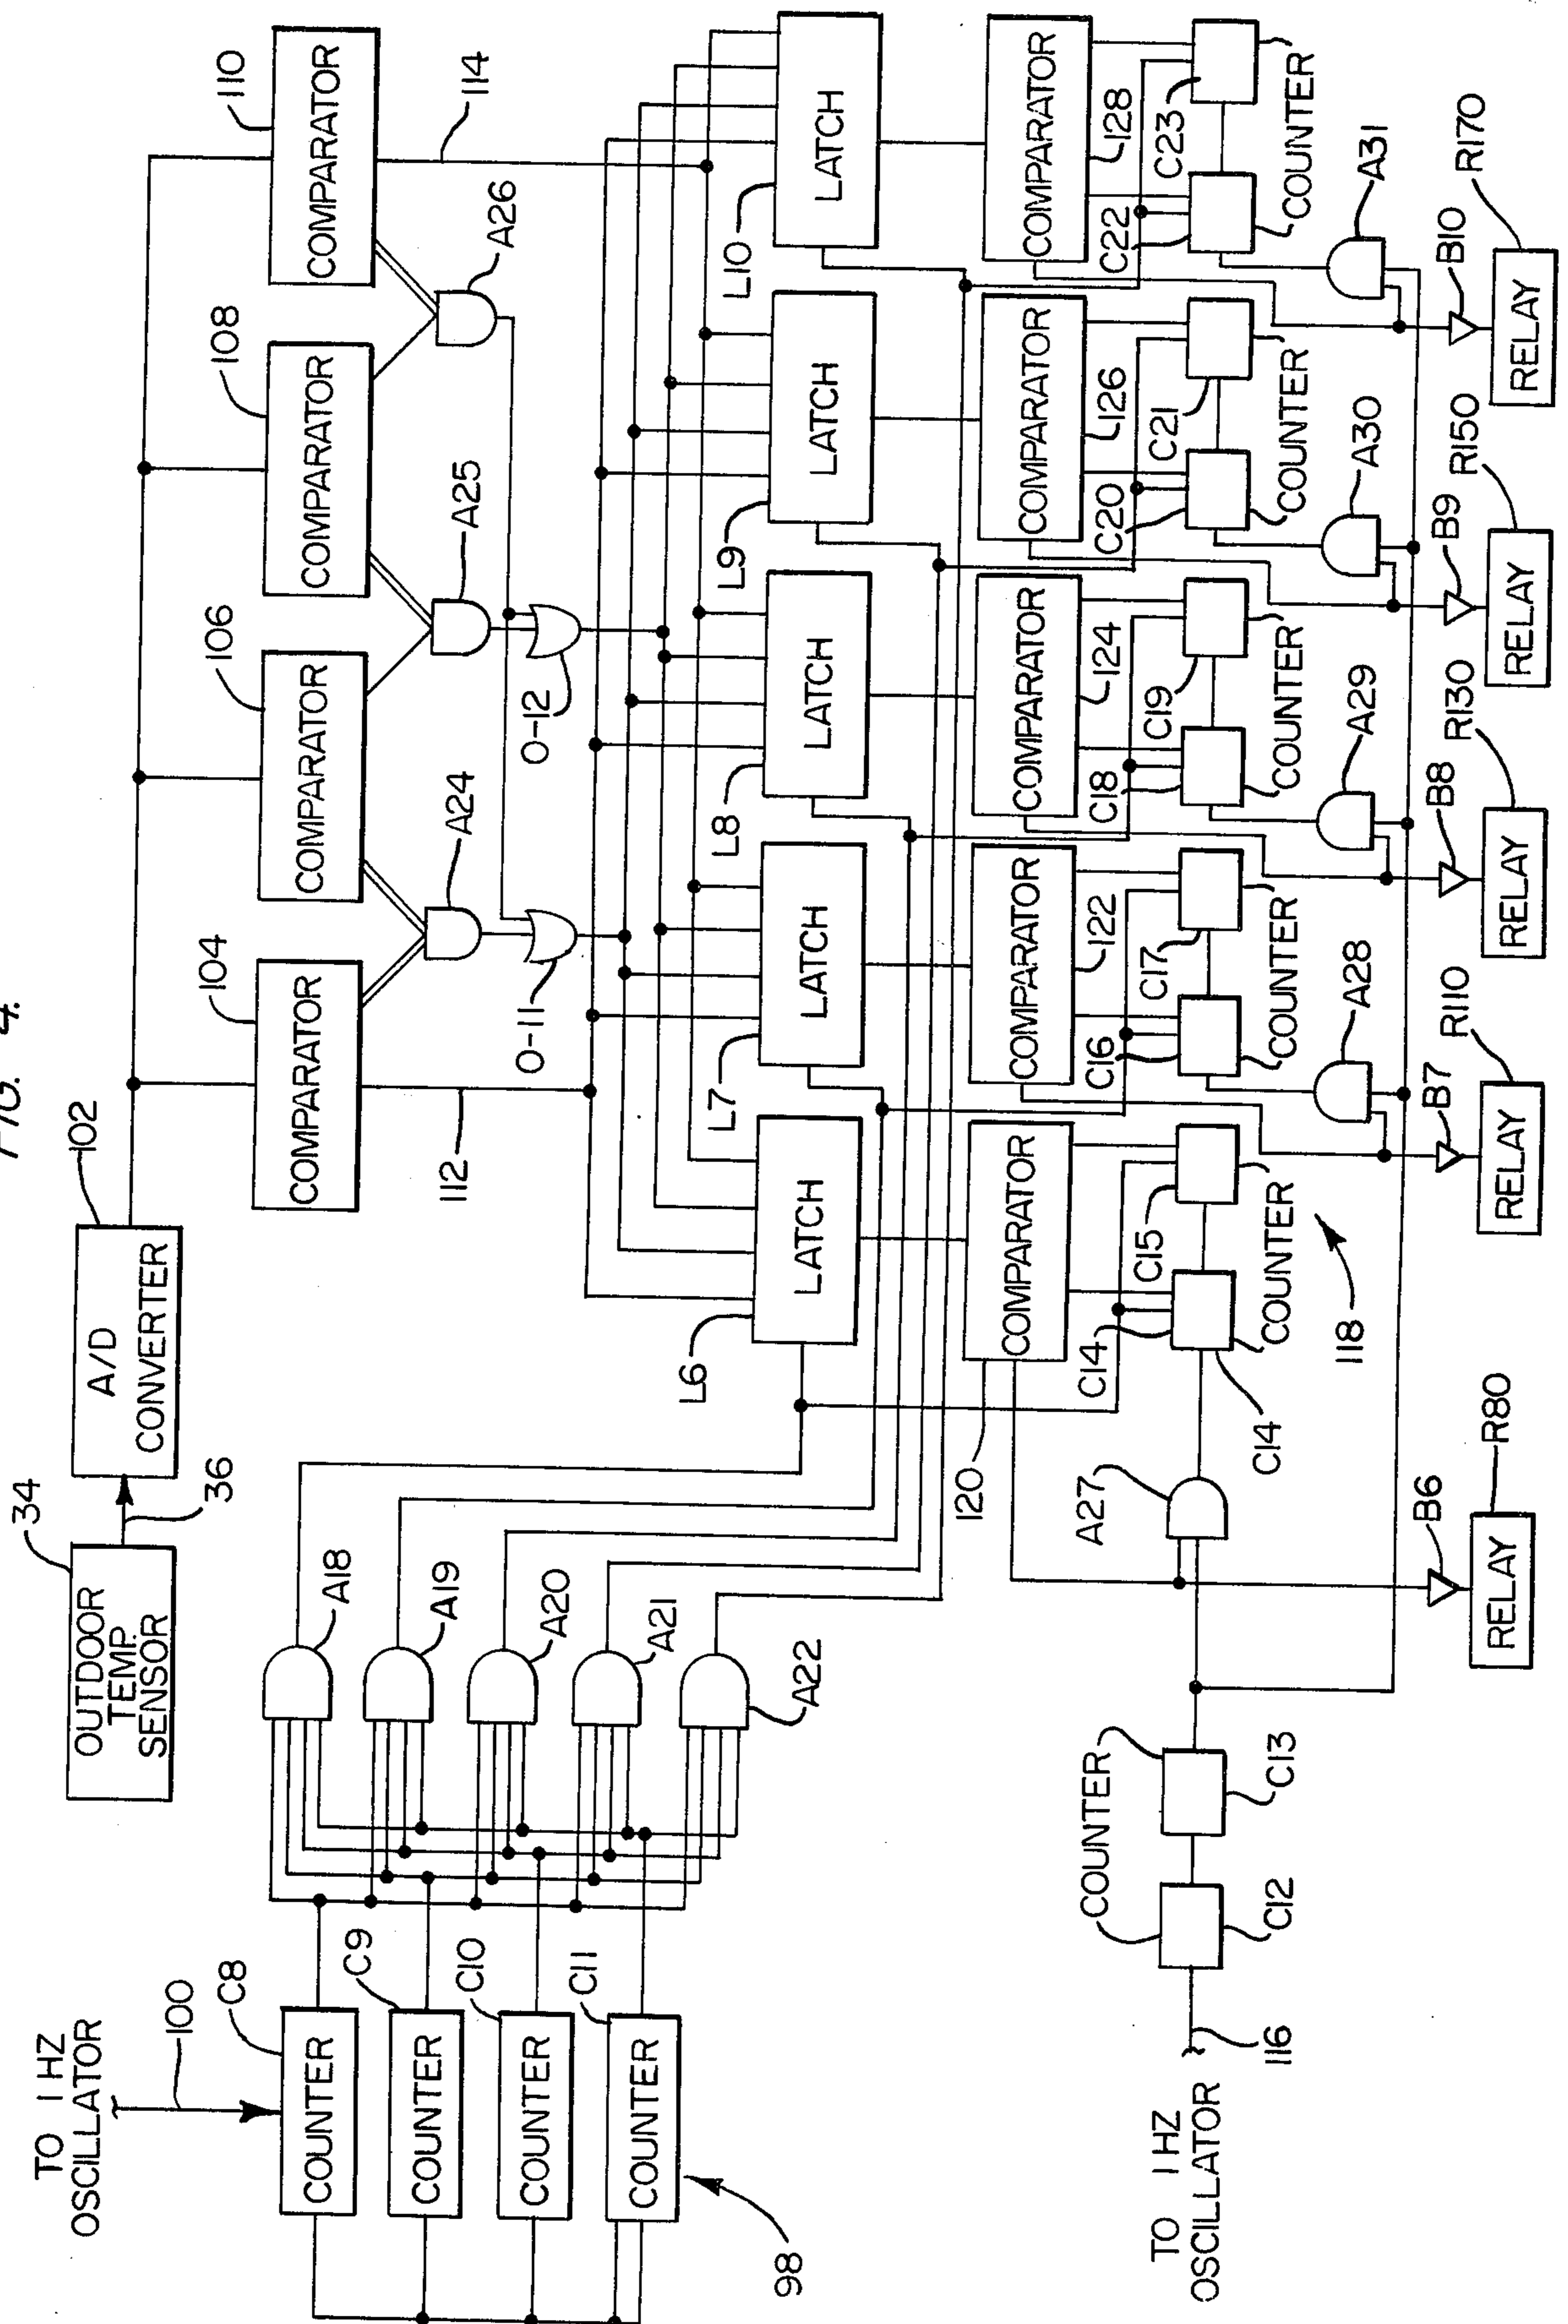 FIG. 4.
34
OUTDOOR
TEMP.
SENSOR
36
102
A/D
CONVERTER
104
COMPARATOR
106
COMPARATOR
108
COMPARATOR
110
COMPARATOR
112
A24
A25
A26
114
O-11
O-12
TO 1 HZ
OSCILLATOR
100
C8
COUNTER
C9
COUNTER
C10
COUNTER
C11
COUNTER
98
A18
A19
A20
A21
A22
L6
LATCH
L7
LATCH
L8
LATCH
L9
LATCH
L10
LATCH
120
COMPARATOR
COMPARATOR
122
COMPARATOR
124
COMPARATOR
126
COMPARATOR
128
C14
C15
C16
C17
C18
C19
C20
C21
C22
C23
C14
COUNTER
COUNTER
COUNTER
COUNTER
COUNTER
TO 1 HZ
OSCILLATOR
116
COUNTER
C12
C13
A27
118
A28
A29
A30
A31
B6
R80
RELAY
B7
R110
RELAY
B8
R130
RELAY
B9
R150
RELAY
B10
R170
RELAY